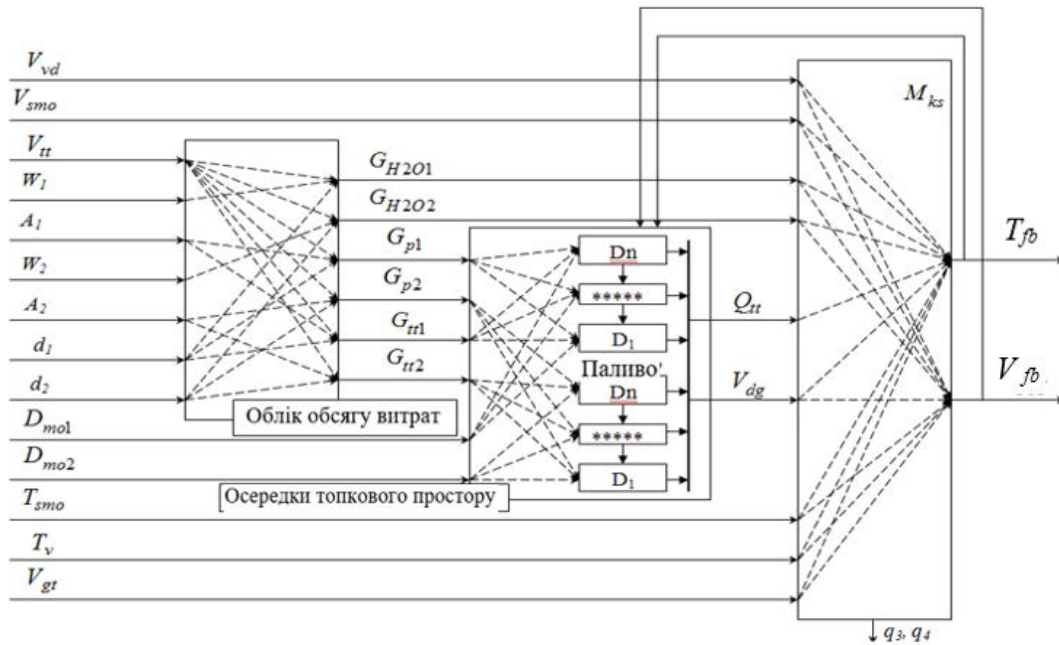 V_vd
V_smo
V_tt
W_1
A_1
W_2
A_2
d_1
d_2
D_mo1
D_mo2
T_smo
T_v
V_gt
Облік обсягу витрат
G_H2O1
G_H2O2
G_p1
G_p2
G_tt1
G_tt2
Осередки топкового простору
Dn
*****
D_1
Паливо'
Dn
*****
D_1
Q_tt
V_dg
M_ks
T_fb
V_fb
q_3, q_4